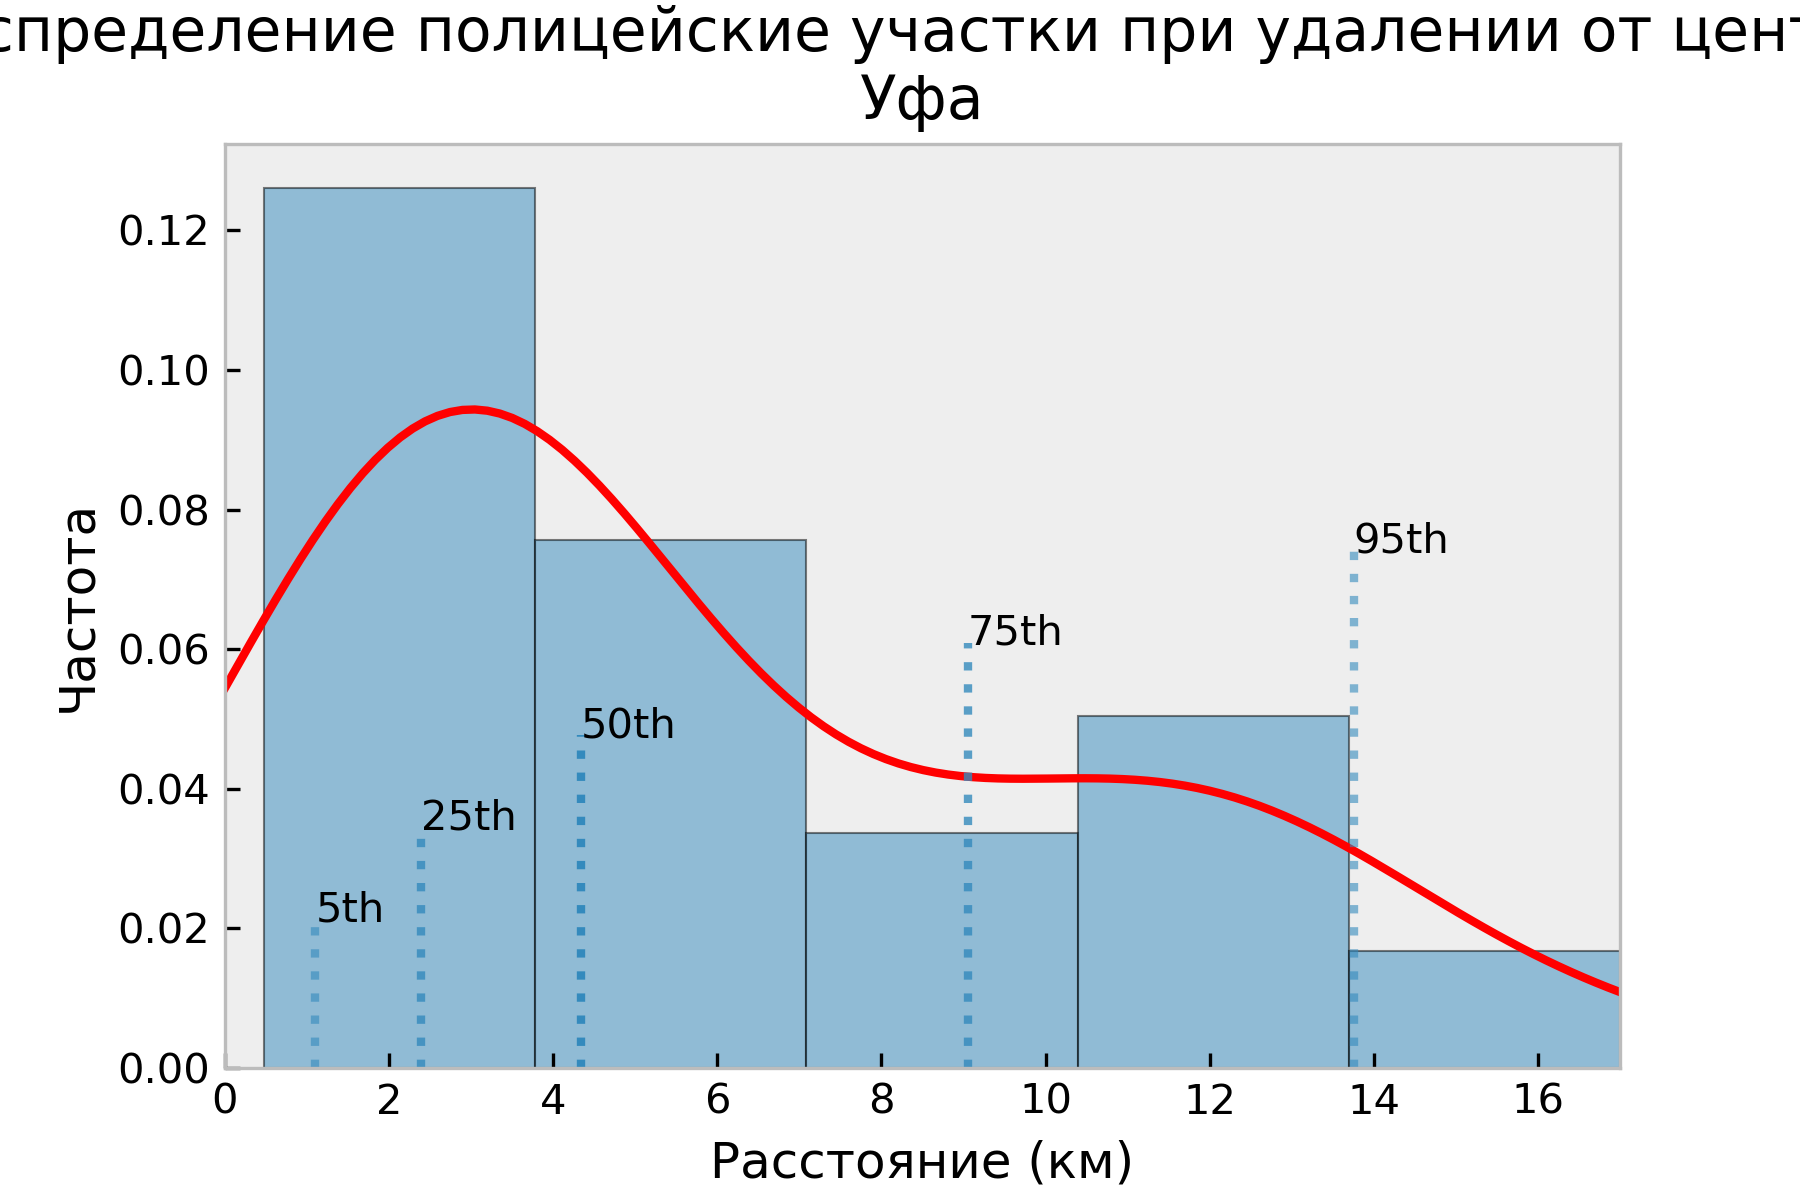 спределение полицейские участки при удалении от цент
Уфа
0.12
0.10
0.08
0.06
0.04
0.02
0.00
Частота
95th
75th
50th
25th
5th
0 2 4 6 8 10 12 14 16
Расстояние (км)